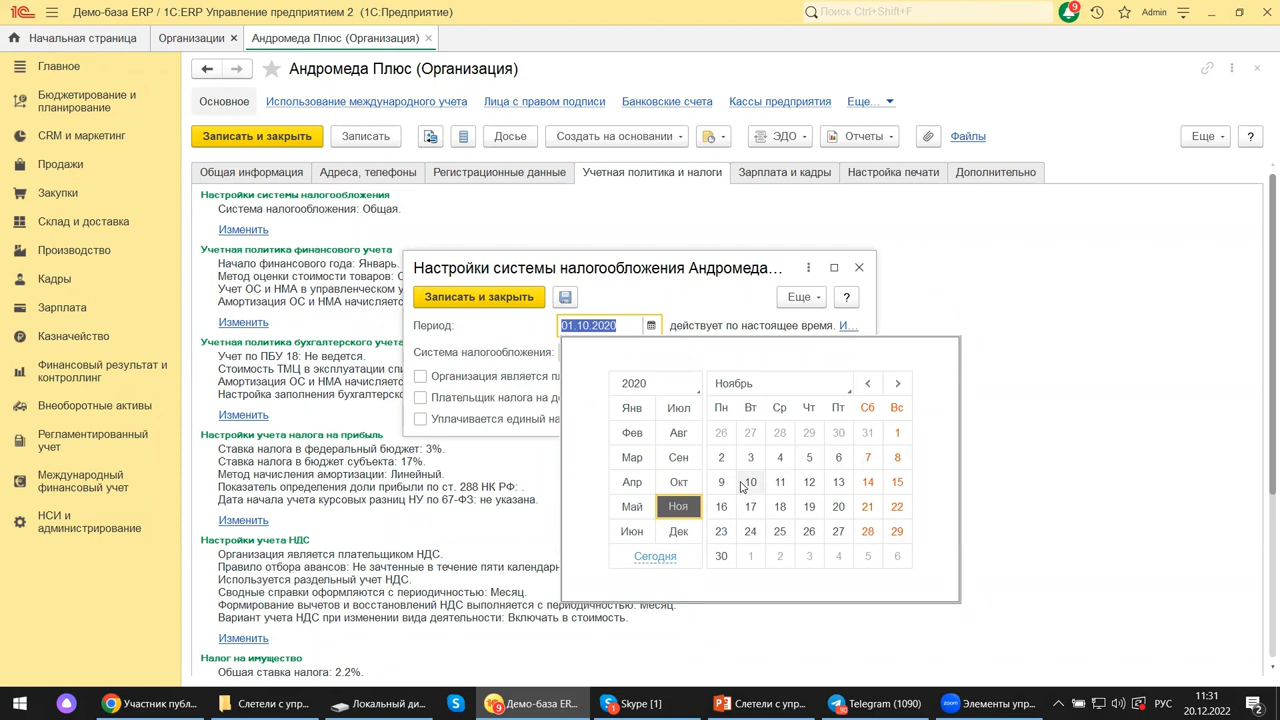 Демо-база ERP / 1C:ERP Управление предприятием 2 (1С:Предприятие)
Поиск Ctrl+Shift+F
9
Admin
Начальная страница
Организации
Андромеда Плюс (Организация)
Главное
Бюджетирование и планирование
CRM и маркетинг
Продажи
Закупки
Склад и доставка
Производство
Кадры
Зарплата
Казначейство
Финансовый результат и контроллинг
Внеоборотные активы
Регламентированный учет
Международный финансовый учет
НСИ и администрирование
Андромеда Плюс (Организация)
Основное Использование международного учета Лица с правом подписи Банковские счета Кассы предприятия Еще...
Записать и закрыть Записать Досье Создать на основании ЭДО Отчеты Файлы Еще ?
Общая информация Адреса, телефоны Регистрационные данные Учетная политика и налоги Зарплата и кадры Настройка печати Дополнительно
Настройки системы налогообложения
Система налогообложения: Общая.
Изменить
Учетная политика финансового учета
Начало финансового года: Январь.
Метод оценки стоимости товаров: С
Учет ОС и НМА в управленческом у
Амортизация ОС и НМА начисляетс
Изменить
Учетная политика бухгалтерского учета
Учет по ПБУ 18: Не ведется.
Стоимость ТМЦ в эксплуатации спи
Амортизация ОС и НМА начисляетс
Настройка заполнения бухгалтерско
Изменить
Настройки учета налога на прибыль
Ставка налога в федеральный бюджет: 3%.
Ставка налога в бюджет субъекта: 17%.
Метод начисления амортизации: Линейный.
Показатель определения доли прибыли по ст. 288 НК РФ: .
Дата начала учета курсовых разниц НУ по 67-ФЗ: не указана.
Изменить
Настройки учета НДС
Организация является плательщиком НДС.
Правило отбора авансов: Не зачтенные в течение пяти календарн
Используется раздельный учет НДС.
Сводные справки оформляются с периодичностью: Месяц.
Формирование вычетов и восстановлений НДС выполняется с периодичностью: Месяц.
Вариант учета НДС при изменении вида деятельности: Включать в стоимость.
Изменить
Налог на имущество
Общая ставка налога: 2.2%.
Настройки системы налогообложения Андромеда...
Записать и закрыть Еще ?
Период: 01.10.2020 действует по настоящее время. И...
Система налогообложения:
Организация является пл
Плательщик налога на до
Уплачивается единый на
2020 Ноябрь < >
Янв Июл Пн Вт Ср Чт Пт Сб Вс
Фев Авг 26 27 28 29 30 31 1
Мар Сен 2 3 4 5 6 7 8
Апр Окт 9 10 11 12 13 14 15
Май Ноя 16 17 18 19 20 21 22
Июн Дек 23 24 25 26 27 28 29
Сегодня 30 1 2 3 4 5 6
Участник публ... Слетели с упр... Локальный ди... Демо-база ER... Skype [1] Слетели с упр... Telegram (1090) Элементы упр... РУС 11:31
20.12.2022